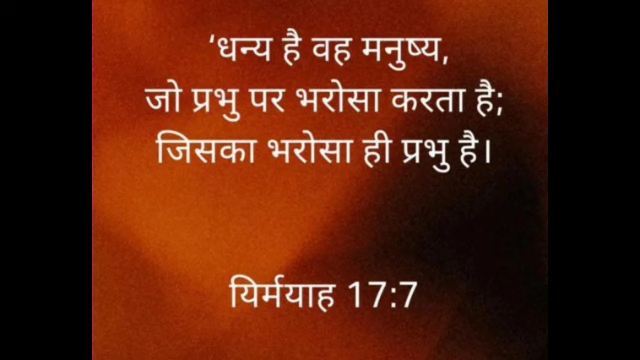 ‘धन्य है वह मनुष्य,
जो प्रभु पर भरोसा करता है;
जिसका भरोसा ही प्रभु है।
यिर्मयाह 17:7